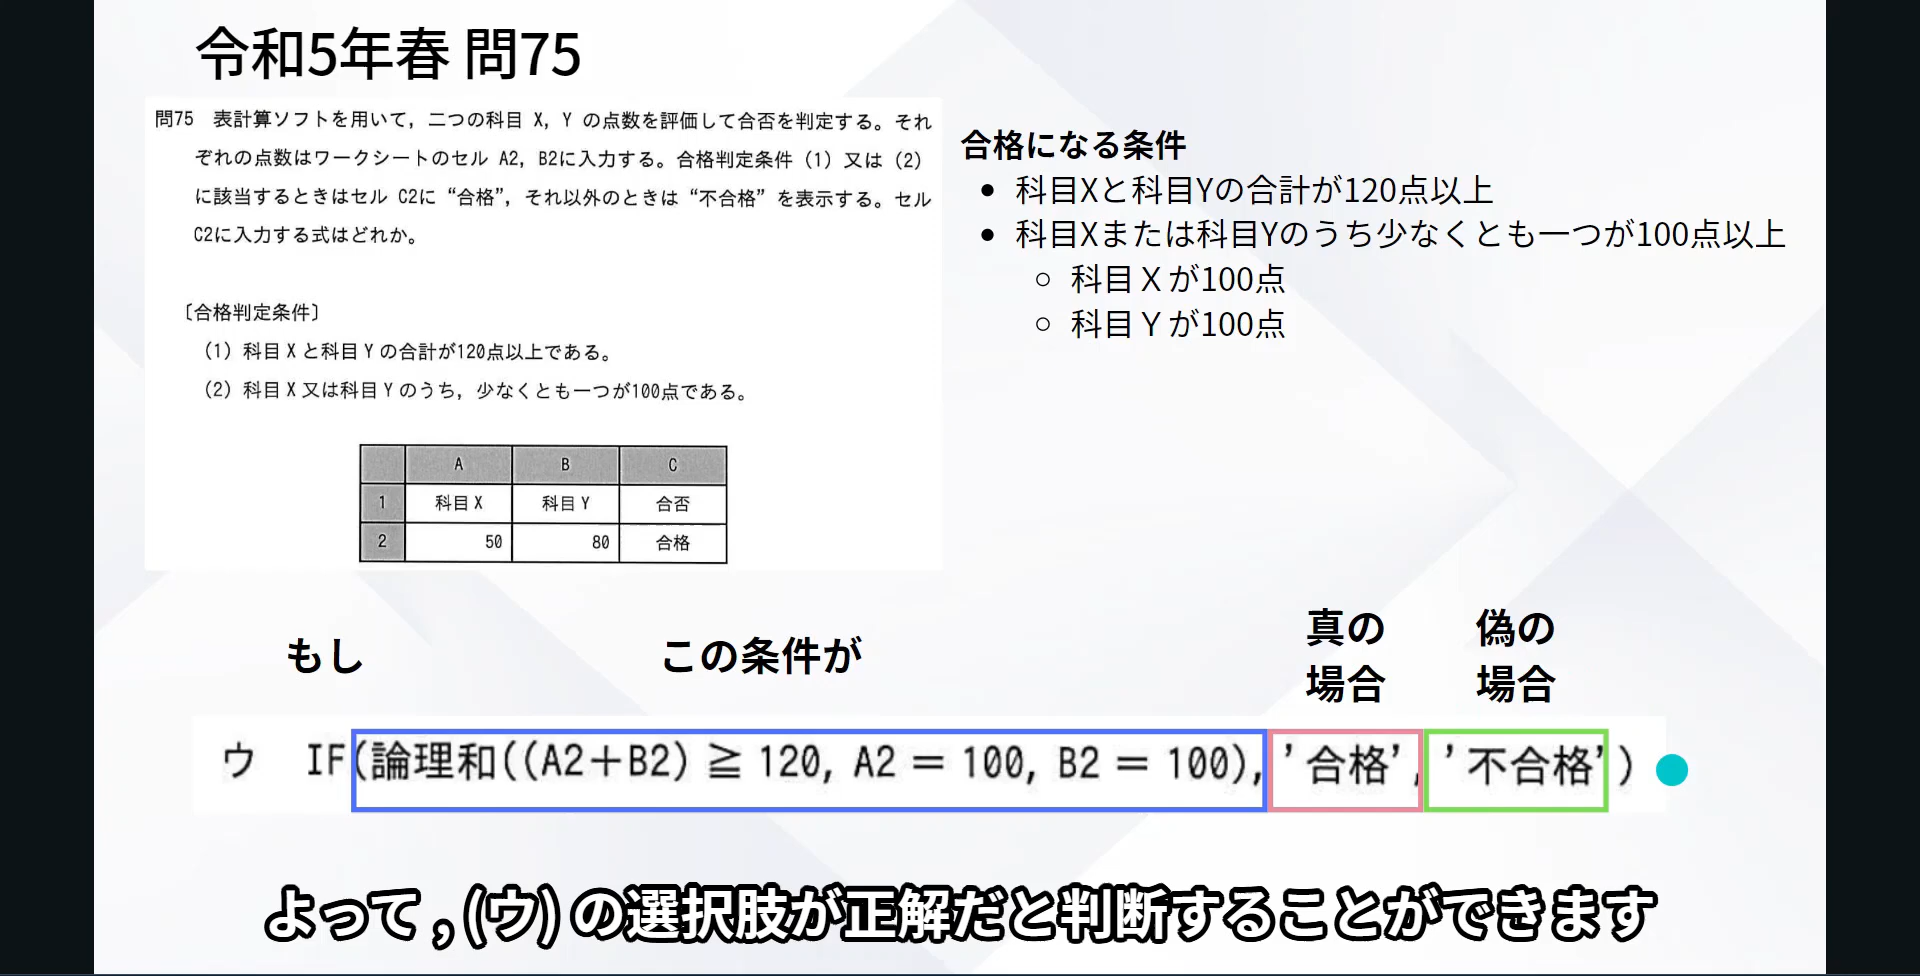 令和5年春 問75
問75 表計算ソフトを用いて，二つの科目 X，Y の点数を評価して合否を判定する。それ
ぞれの点数はワークシートのセル A2，B2に入力する。合格判定条件（1）又は（2）
に該当するときはセル C2に“合格”，それ以外のときは“不合格”を表示する。セル
C2に入力する式はどれか。
〔合格判定条件〕
（1）科目 X と科目 Y の合計が120点以上である。
（2）科目 X 又は科目 Y のうち，少なくとも一つが100点である。
A B C
1 科目 X 科目 Y 合否
2 50 80 合格
合格になる条件
● 科目Xと科目Yの合計が120点以上
● 科目Xまたは科目Yのうち少なくとも一つが100点以上
○ 科目Ｘが100点
○ 科目Ｙが100点
もし この条件が 真の場合 偽の場合
ウ IF(論理和((A2＋B2) ≧ 120, A2 ＝ 100, B2 ＝ 100), ’合格’, ’不合格’)
よって，(ウ) の選択肢が正解だと判断することができます